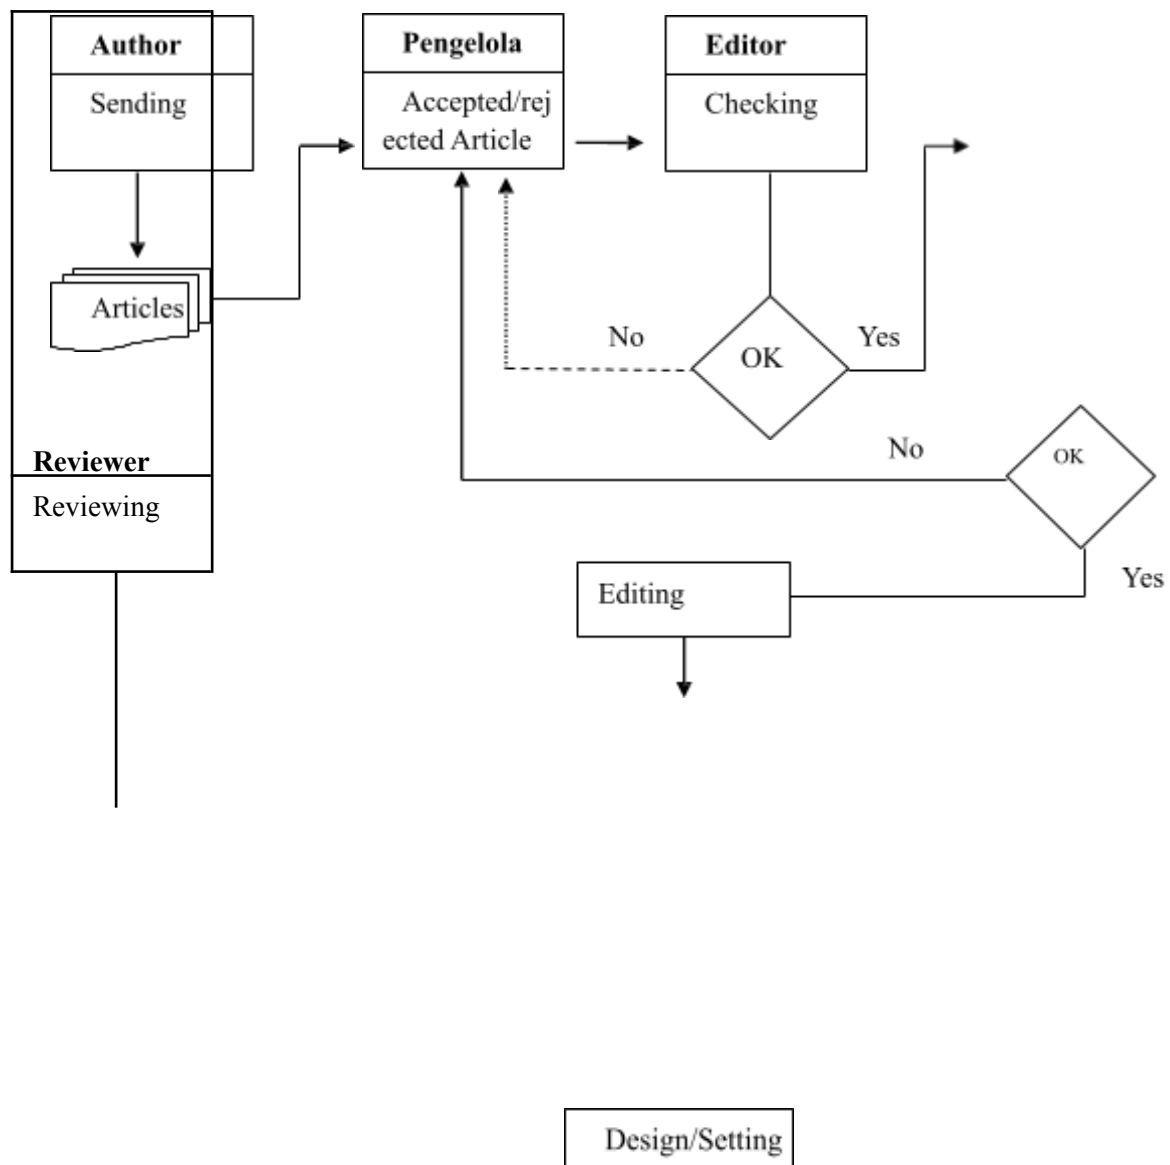 Author
Sending
Articles
Pengelola
Accepted/rej
ected Article
Editor
Checking
No
OK
Yes
No
OK
Yes
Reviewer
Reviewing
Editing
Design/Setting